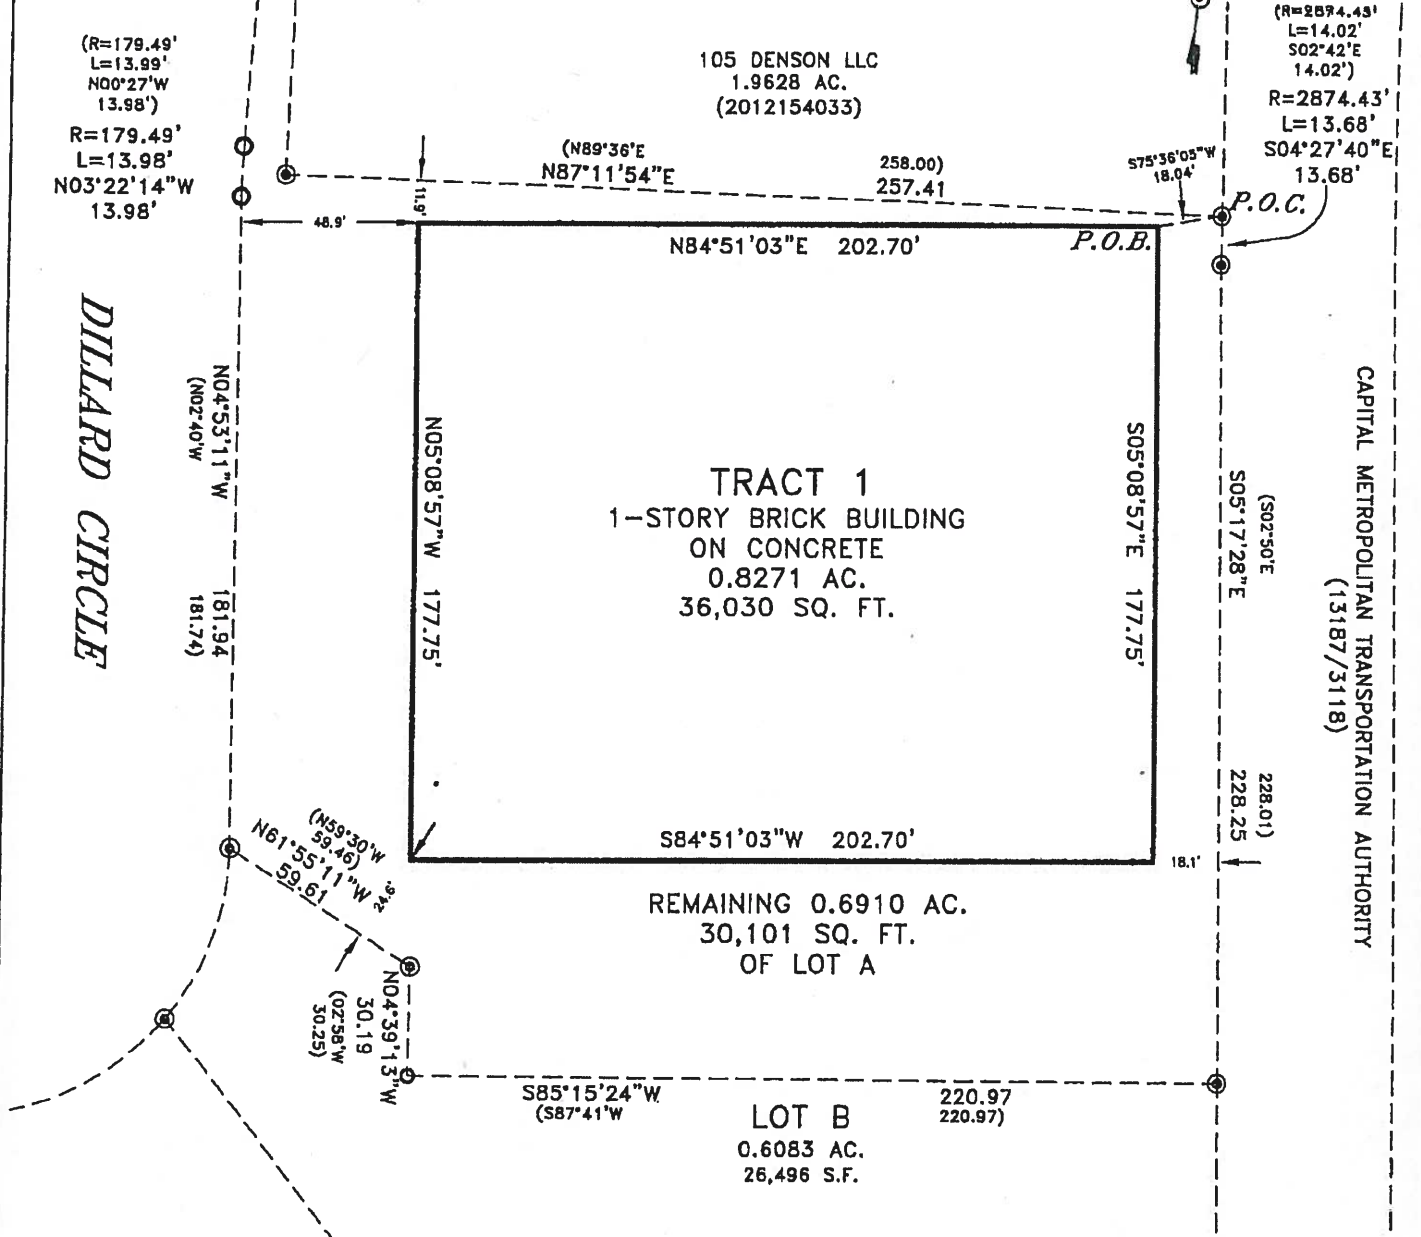 (R=179.49'
L=13.99'
N00°27'W
13.98')
R=179.49'
L=13.98'
N03°22'14"W
13.98'
105 DENSON LLC
1.9628 AC.
(2012154033)
L=14.02'
S02°42'E
14.02')
R=2874.43'
L=13.68'
S04°27'40"E
13.68'
(N89°36'E 258.00)
N87°11'54"E 257.41
S75°36'05"W
18.04'
P.O.C.
P.O.B.
11.9'
48.9'
N84°51'03"E 202.70'
DILLARD CIRCLE
N04°53'11"W 181.94
(N02°40'W 181.74)
N05°08'57"W 177.75'
TRACT 1
1-STORY BRICK BUILDING
ON CONCRETE
0.8271 AC.
36,030 SQ. FT.
S05°08'57"E 177.75'
(S02°50'E 228.01)
S05°17'28"E 228.25
CAPITAL METROPOLITAN TRANSPORTATION AUTHORITY
(13187/3118)
S84°51'03"W 202.70'
18.1'
(N59°30'W
59.46)
N61°55'11"W
59.61
24.6'
REMAINING 0.6910 AC.
30,101 SQ. FT.
OF LOT A
N04°39'13"W
30.19
(02°58'W
30.25)
S85°15'24"W 220.97
(S87°41'W 220.97)
LOT B
0.6083 AC.
26,496 S.F.